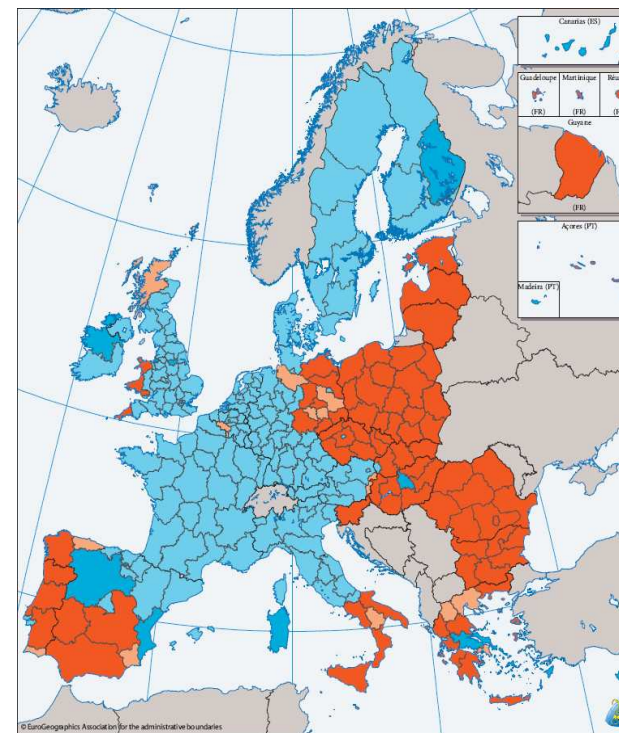 Canarias (ES)
Guadeloupe Martinique
(FR) (FR)
Guyane
(FR)
Açores (PT)
Madeira (PT)
© EuroGeographics Association for the administrative boundaries